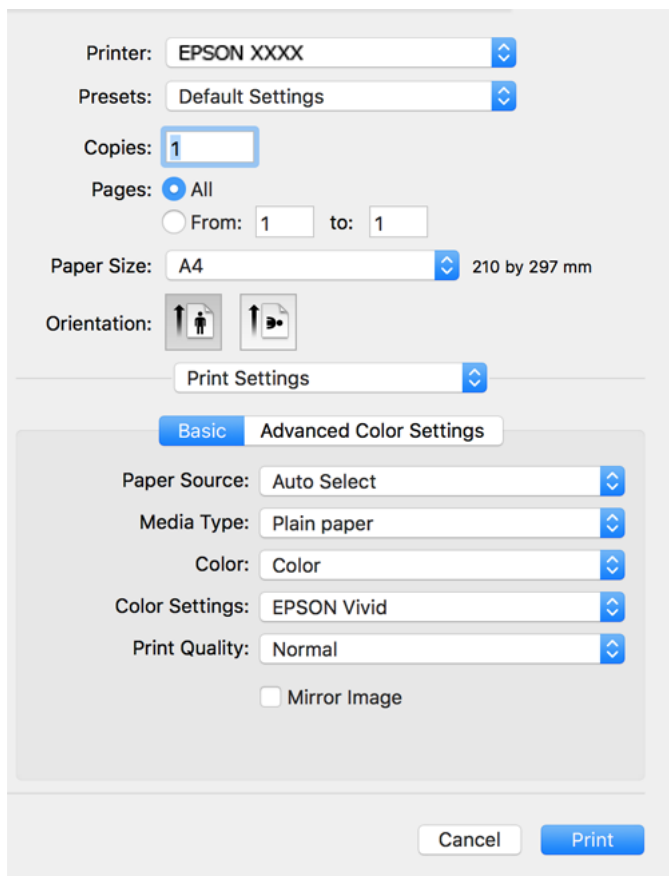 Printer: EPSON XXXX
Presets: Default Settings
Copies: 1
Pages: All
From: 1 to: 1
Paper Size: A4 210 by 297 mm
Orientation:
Print Settings
Basic Advanced Color Settings
Paper Source: Auto Select
Media Type: Plain paper
Color: Color
Color Settings: EPSON Vivid
Print Quality: Normal
Mirror Image
Cancel Print